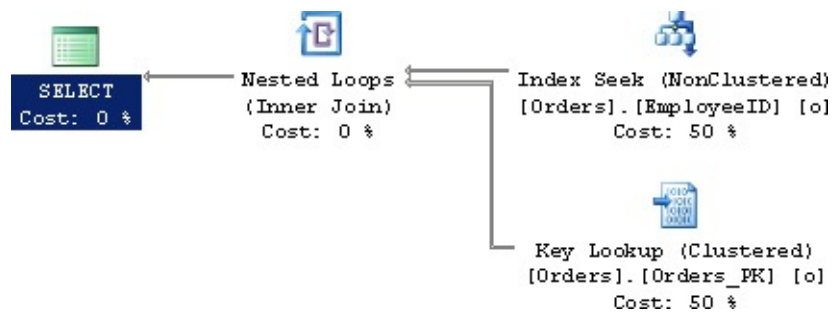 SELECT
Cost: 0 %
Nested Loops
(Inner Join)
Cost: 0 %
Index Seek (NonClustered)
[Orders].[EmployeeID] [o]
Cost: 50 %
Key Lookup (Clustered)
[Orders].[Orders_PK] [o]
Cost: 50 %